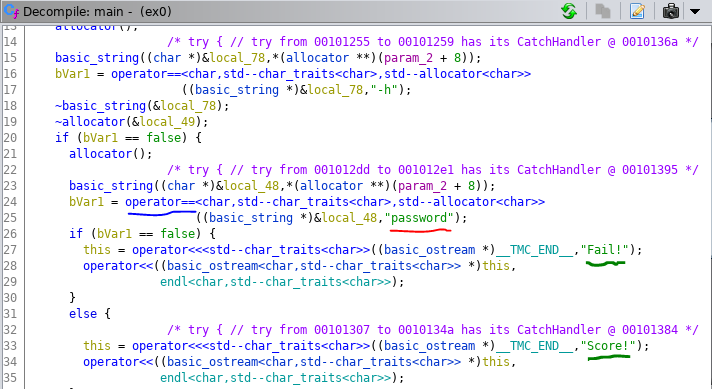 Decompile: main - (ex0)
13 allocator();
14 /* try { // try from 00101255 to 00101259 has its CatchHandler @ 0010136a */
15 basic_string((char *)&local_78,*(allocator **)(param_2 + 8));
16 bVar1 = operator==<char,std--char_traits<char>,std--allocator<char>>
17 ((basic_string *)&local_78,"-h");
18 ~basic_string(&local_78);
19 ~allocator(&local_49);
20 if (bVar1 == false) {
21 allocator();
22 /* try { // try from 001012dd to 001012e1 has its CatchHandler @ 00101395 */
23 basic_string((char *)&local_48,*(allocator **)(param_2 + 8));
24 bVar1 = operator==<char,std--char_traits<char>,std--allocator<char>>
25 ((basic_string *)&local_48,"password");
26 if (bVar1 == false) {
27 this = operator<<<std--char_traits<char>>((basic_ostream *)__TMC_END__,"Fail!");
28 operator<<((basic_ostream<char,std--char_traits<char>> *)this,
29 endl<char,std--char_traits<char>>);
30 }
31 else {
32 /* try { // try from 00101307 to 0010134a has its CatchHandler @ 00101384 */
33 this = operator<<<std--char_traits<char>>((basic_ostream *)__TMC_END__,"Score!");
34 operator<<((basic_ostream<char,std--char_traits<char>> *)this,
35 endl<char,std--char_traits<char>>);